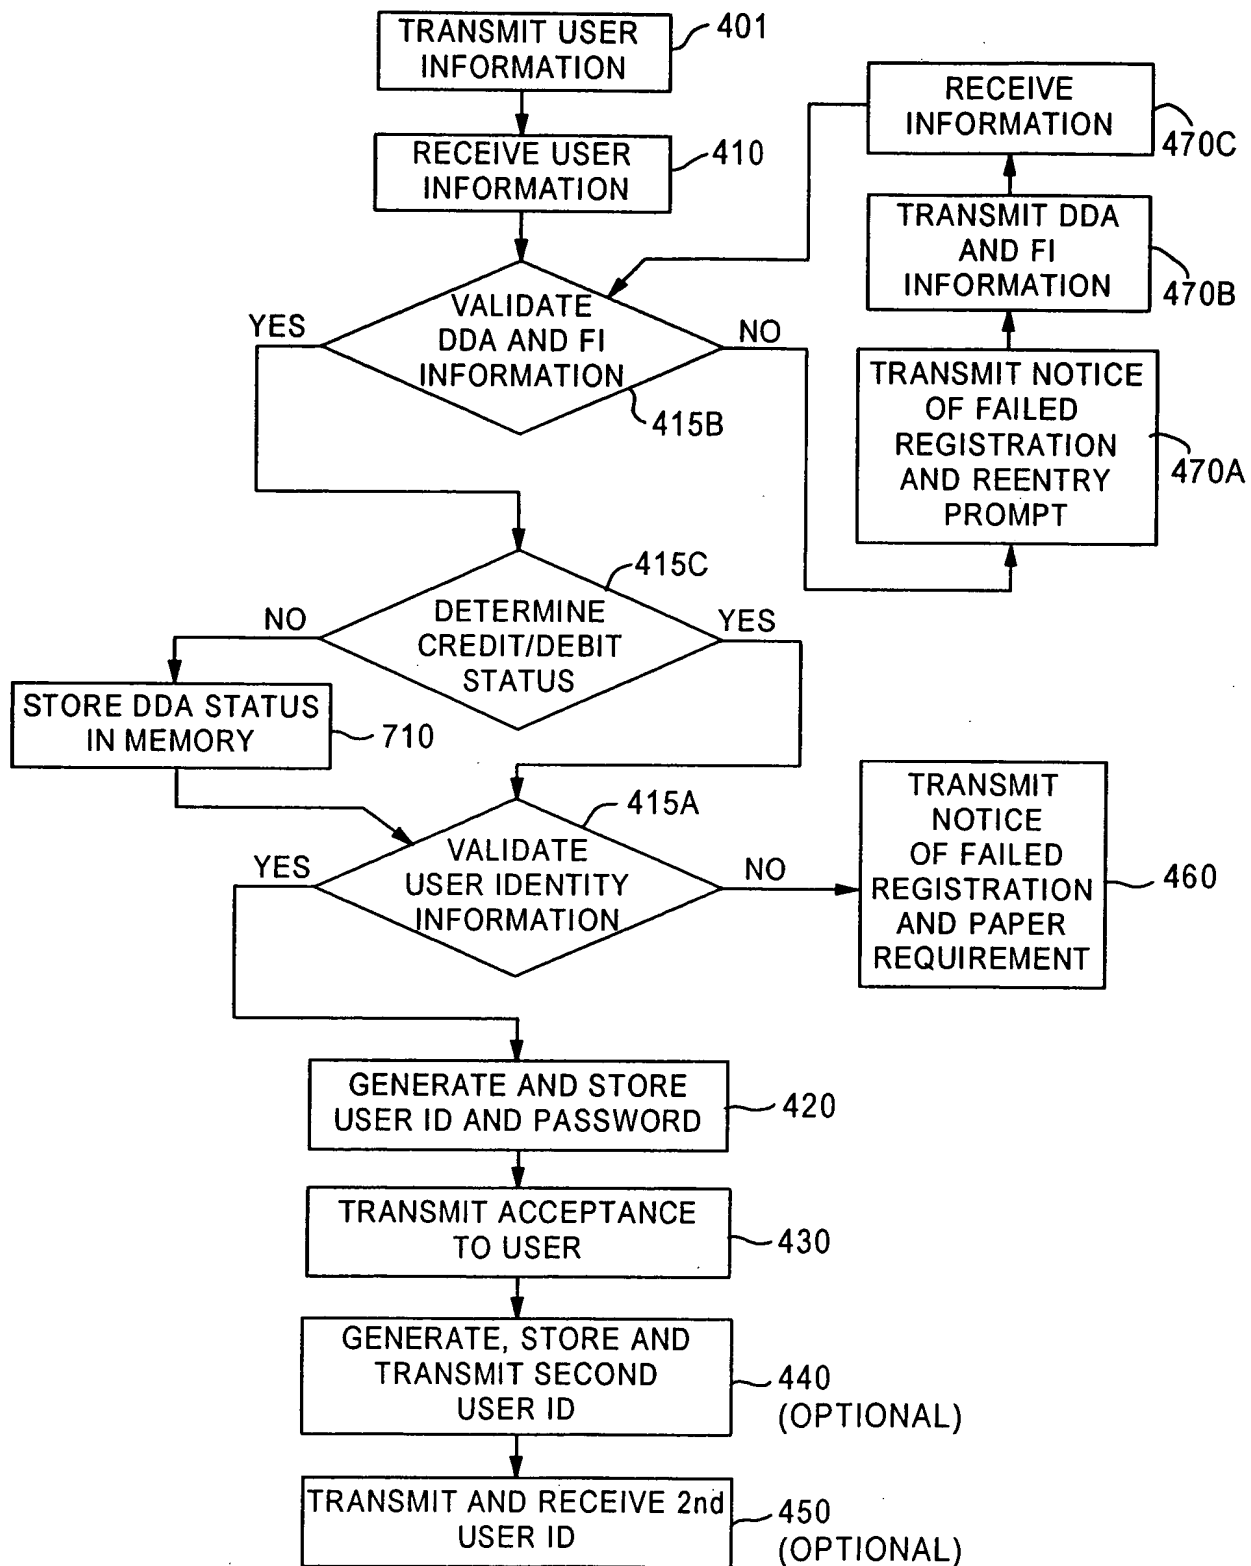 TRANSMIT USER
INFORMATION
401
RECEIVE USER
INFORMATION
410
RECEIVE
INFORMATION
470C
TRANSMIT DDA
AND FI
INFORMATION
470B
TRANSMIT NOTICE
OF FAILED
REGISTRATION
AND REENTRY
PROMPT
470A
YES
VALIDATE
DDA AND FI
INFORMATION
NO
415B
415C
NO
DETERMINE
CREDIT/DEBIT
STATUS
YES
STORE DDA STATUS
IN MEMORY
710
415A
YES
VALIDATE
USER IDENTITY
INFORMATION
NO
TRANSMIT
NOTICE
OF FAILED
REGISTRATION
AND PAPER
REQUIREMENT
460
GENERATE AND STORE
USER ID AND PASSWORD
420
TRANSMIT ACCEPTANCE
TO USER
430
GENERATE, STORE AND
TRANSMIT SECOND
USER ID
440
(OPTIONAL)
TRANSMIT AND RECEIVE 2nd
USER ID
450
(OPTIONAL)